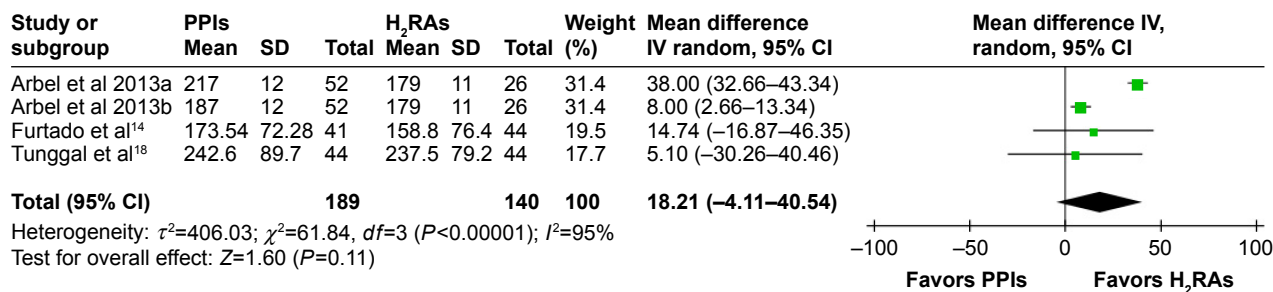 Study or subgroup PPIs H₂RAs Weight (%) Mean difference IV random, 95% CI Mean difference IV, random, 95% CI
Mean SD Total Mean SD Total
Arbel et al 2013a 217 12 52 179 11 26 31.4 38.00 (32.66–43.34)
Arbel et al 2013b 187 12 52 179 11 26 31.4 8.00 (2.66–13.34)
Furtado et al¹⁴ 173.54 72.28 41 158.8 76.4 44 19.5 14.74 (−16.87–46.35)
Tunggal et al¹⁸ 242.6 89.7 44 237.5 79.2 44 17.7 5.10 (−30.26–40.46)
Total (95% CI) 189 140 100 18.21 (−4.11–40.54)
Heterogeneity: τ²=406.03; χ²=61.84, df=3 (P<0.00001); I²=95%
Test for overall effect: Z=1.60 (P=0.11)
−100 −50 0 50 100
Favors PPIs Favors H₂RAs